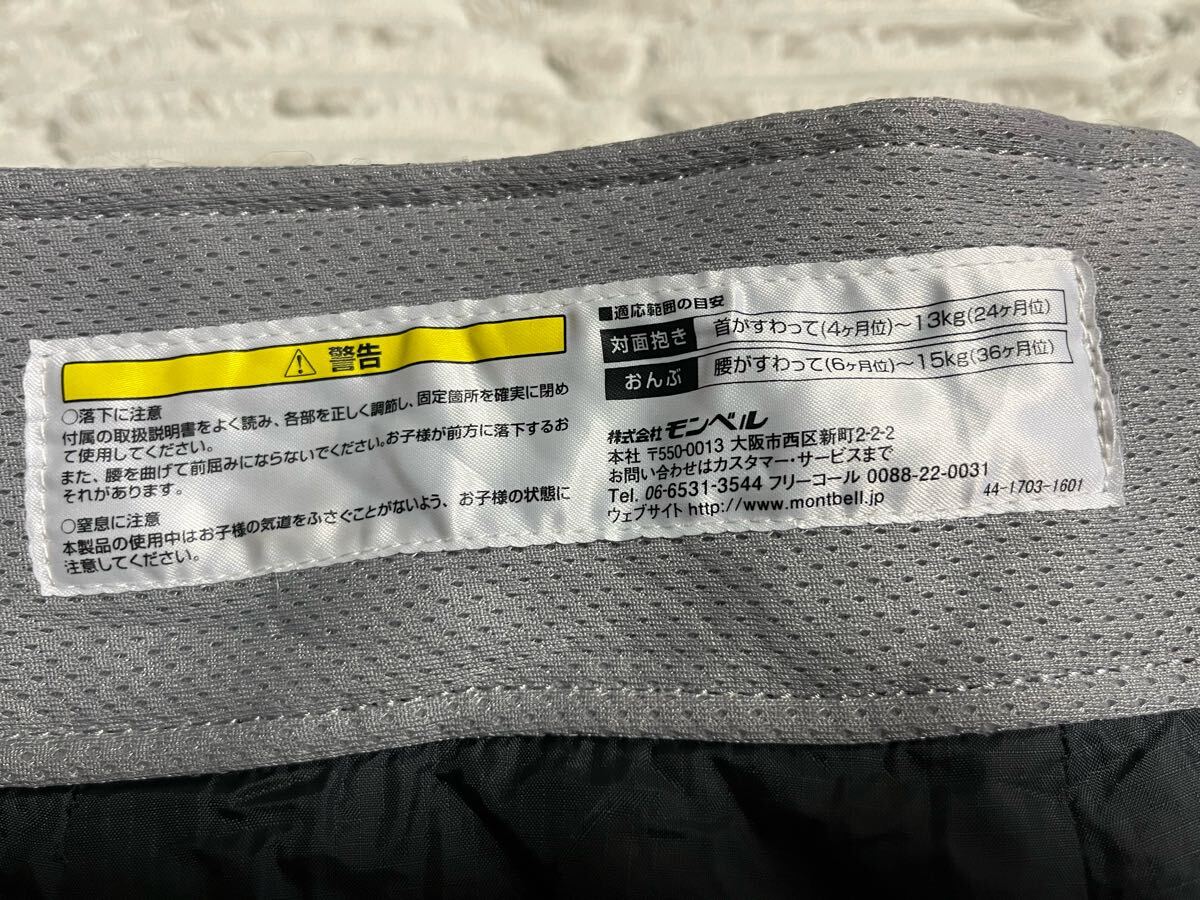 警告
○落下に注意
付属の取扱説明書をよく読み、各部を正しく調節し、固定箇所を確実に閉め
て使用してください。
また、腰を曲げて前屈みにならないでください。お子様が前方に落下するお
それがあります。
○窒息に注意
本製品の使用中はお子様の気道をふさぐことがないよう、お子様の状態に
注意してください。
■適応範囲の目安
対面抱き 首がすわって(4ヶ月位)～13kg(24ヶ月位)
おんぶ 腰がすわって(6ヶ月位)～15kg(36ヶ月位)
株式会社 モンベル
本社 〒550-0013 大阪市西区新町2-2-2
お問い合わせはカスタマー・サービスまで
Tel. 06-6531-3544 フリーコール 0088-22-0031
ウェブサイト http://www.montbell.jp
44-1703-1601